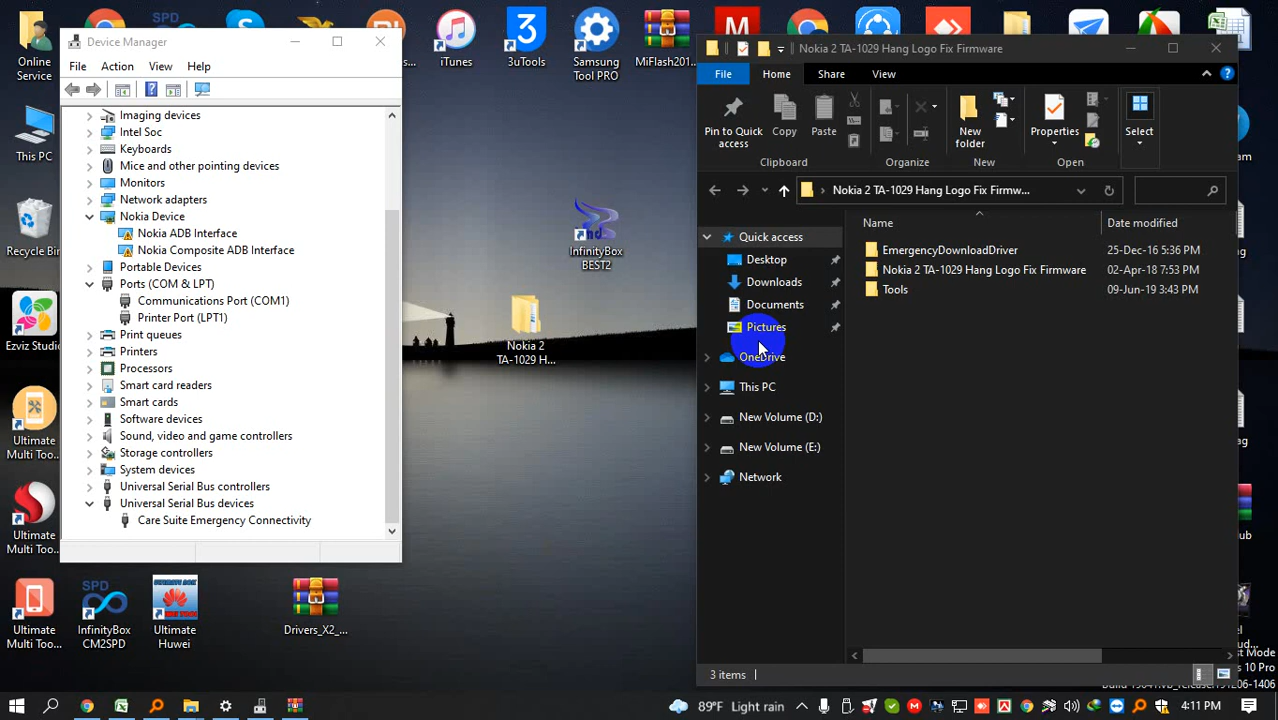 Online
Service
This PC
Recycle Bin
Ezviz Studio
Ultimate
Multi Too...
Ultimate
Multi Too...
Ultimate
Multi Too...
SPD
InfinityBox
CM2SPD
Ultimate
Huwei
Drivers_X2_...
SPD
iTunes
3
3uTools
Samsung
Tool PRO
MiFlash201...
InfinityBox
BEST2
Nokia 2
TA-1029 H...
Device Manager
File Action View Help
Imaging devices
Intel Soc
Keyboards
Mice and other pointing devices
Monitors
Network adapters
Nokia Device
Nokia ADB Interface
Nokia Composite ADB Interface
Portable Devices
Ports (COM & LPT)
Communications Port (COM1)
Printer Port (LPT1)
Print queues
Printers
Processors
Smart card readers
Smart cards
Software devices
Sound, video and game controllers
Storage controllers
System devices
Universal Serial Bus controllers
Universal Serial Bus devices
Care Suite Emergency Connectivity
Nokia 2 TA-1029 Hang Logo Fix Firmware
File Home Share View
Pin to Quick
access
Copy
Paste
New
folder
Properties
Select
Clipboard
Organize
New
Open
Nokia 2 TA-1029 Hang Logo Fix Firmw...
Quick access
Desktop
Downloads
Documents
Pictures
OneDrive
This PC
New Volume (D:)
New Volume (E:)
Network
Name Date modified
EmergencyDownloadDriver 25-Dec-16 5:36 PM
Nokia 2 TA-1029 Hang Logo Fix Firmware 02-Apr-18 7:53 PM
Tools 09-Jun-19 3:43 PM
3 items
89°F Light rain
4:11 PM